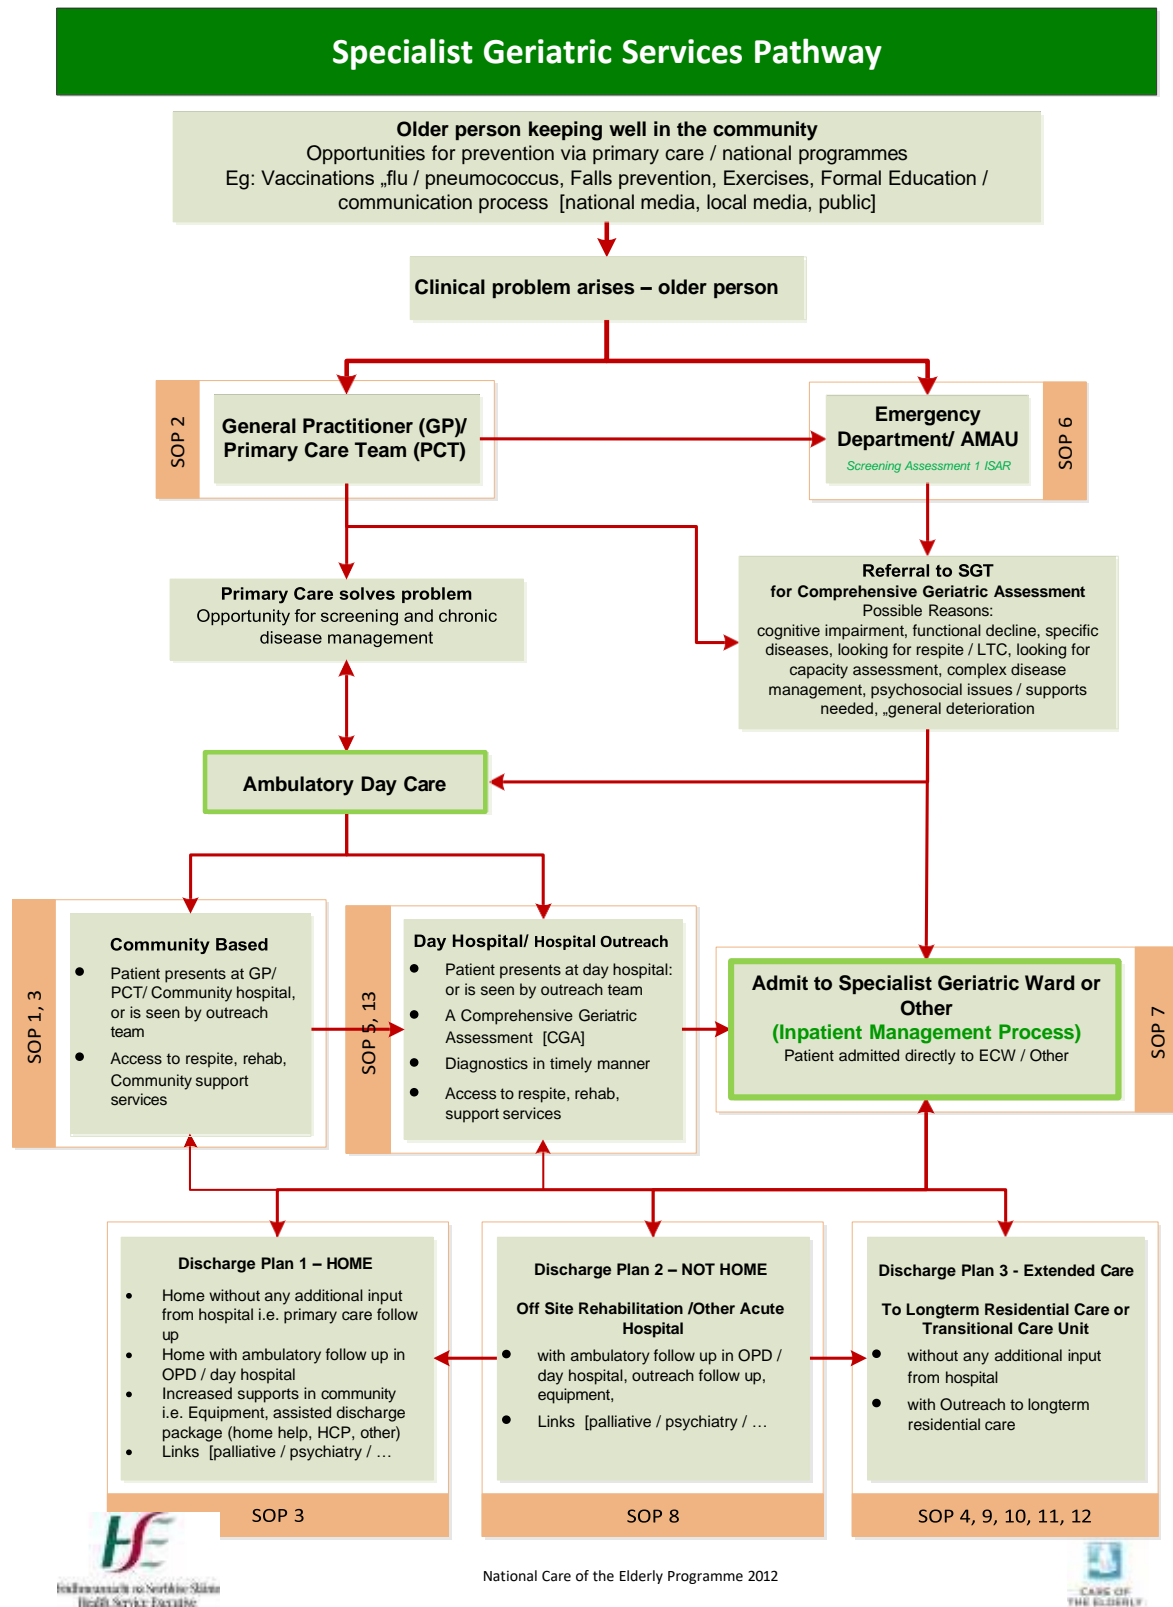 Specialist Geriatric Services Pathway
Older person keeping well in the community
Opportunities for prevention via primary care / national programmes
Eg: Vaccinations „flu / pneumococcus, Falls prevention, Exercises, Formal Education /
communication process [national media, local media, public]
Clinical problem arises – older person
SOP 2
General Practitioner (GP)/
Primary Care Team (PCT)
Emergency
Department/ AMAU
Screening Assessment 1 ISAR
SOP 6
Primary Care solves problem
Opportunity for screening and chronic
disease management
Referral to SGT
for Comprehensive Geriatric Assessment
Possible Reasons:
cognitive impairment, functional decline, specific
diseases, looking for respite / LTC, looking for
capacity assessment, complex disease
management, psychosocial issues / supports
needed, „general deterioration
Ambulatory Day Care
SOP 1, 3
Community Based
● Patient presents at GP/
PCT/ Community hospital,
or is seen by outreach
team
● Access to respite, rehab,
Community support
services
SOP 5, 13
Day Hospital/ Hospital Outreach
● Patient presents at day hospital:
or is seen by outreach team
● A Comprehensive Geriatric
Assessment [CGA]
● Diagnostics in timely manner
● Access to respite, rehab,
support services
Admit to Specialist Geriatric Ward or
Other
(Inpatient Management Process)
Patient admitted directly to ECW / Other
SOP 7
Discharge Plan 1 – HOME
• Home without any additional input
from hospital i.e. primary care follow
up
• Home with ambulatory follow up in
OPD / day hospital
• Increased supports in community
i.e. Equipment, assisted discharge
package (home help, HCP, other)
• Links [palliative / psychiatry / …
SOP 3
Discharge Plan 2 – NOT HOME
Off Site Rehabilitation /Other Acute
Hospital
● with ambulatory follow up in OPD /
day hospital, outreach follow up,
equipment,
● Links [palliative / psychiatry / …
SOP 8
Discharge Plan 3 - Extended Care
To Longterm Residential Care or
Transitional Care Unit
● without any additional input
from hospital
● with Outreach to longterm
residential care
SOP 4, 9, 10, 11, 12
Feidhmeannacht na Seirbhíse Sláinte
Health Service Executive
National Care of the Elderly Programme 2012
CARE OF
THE ELDERLY